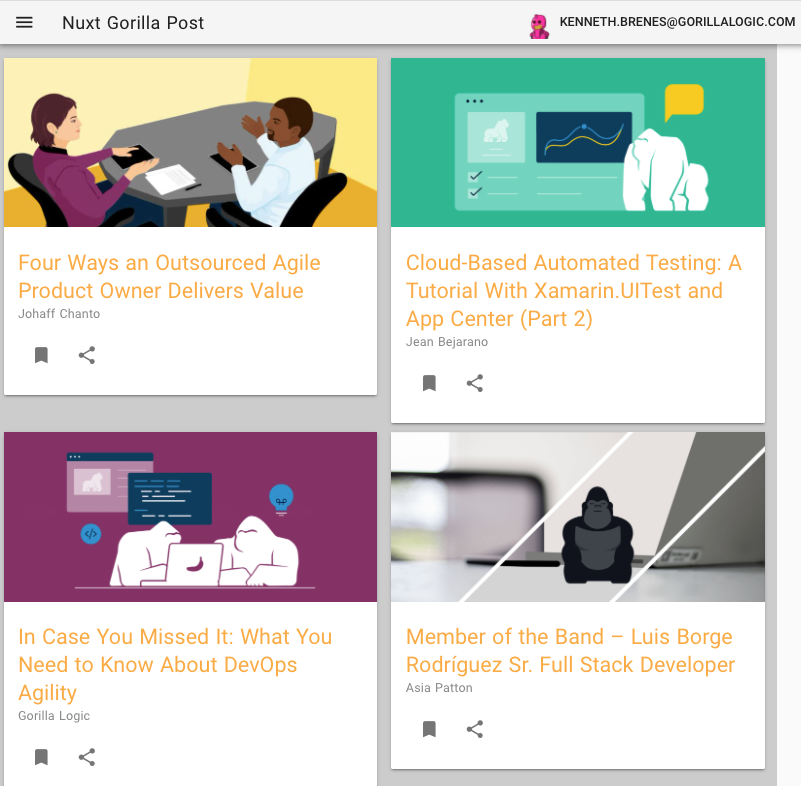 Nuxt Gorilla Post
KENNETH.BRENES@GORILLALOGIC.COM
Four Ways an Outsourced Agile
Product Owner Delivers Value
Johaff Chanto
Cloud-Based Automated Testing: A
Tutorial With Xamarin.UITest and
App Center (Part 2)
Jean Bejarano
In Case You Missed It: What You
Need to Know About DevOps
Agility
Gorilla Logic
Member of the Band – Luis Borge
Rodríguez Sr. Full Stack Developer
Asia Patton